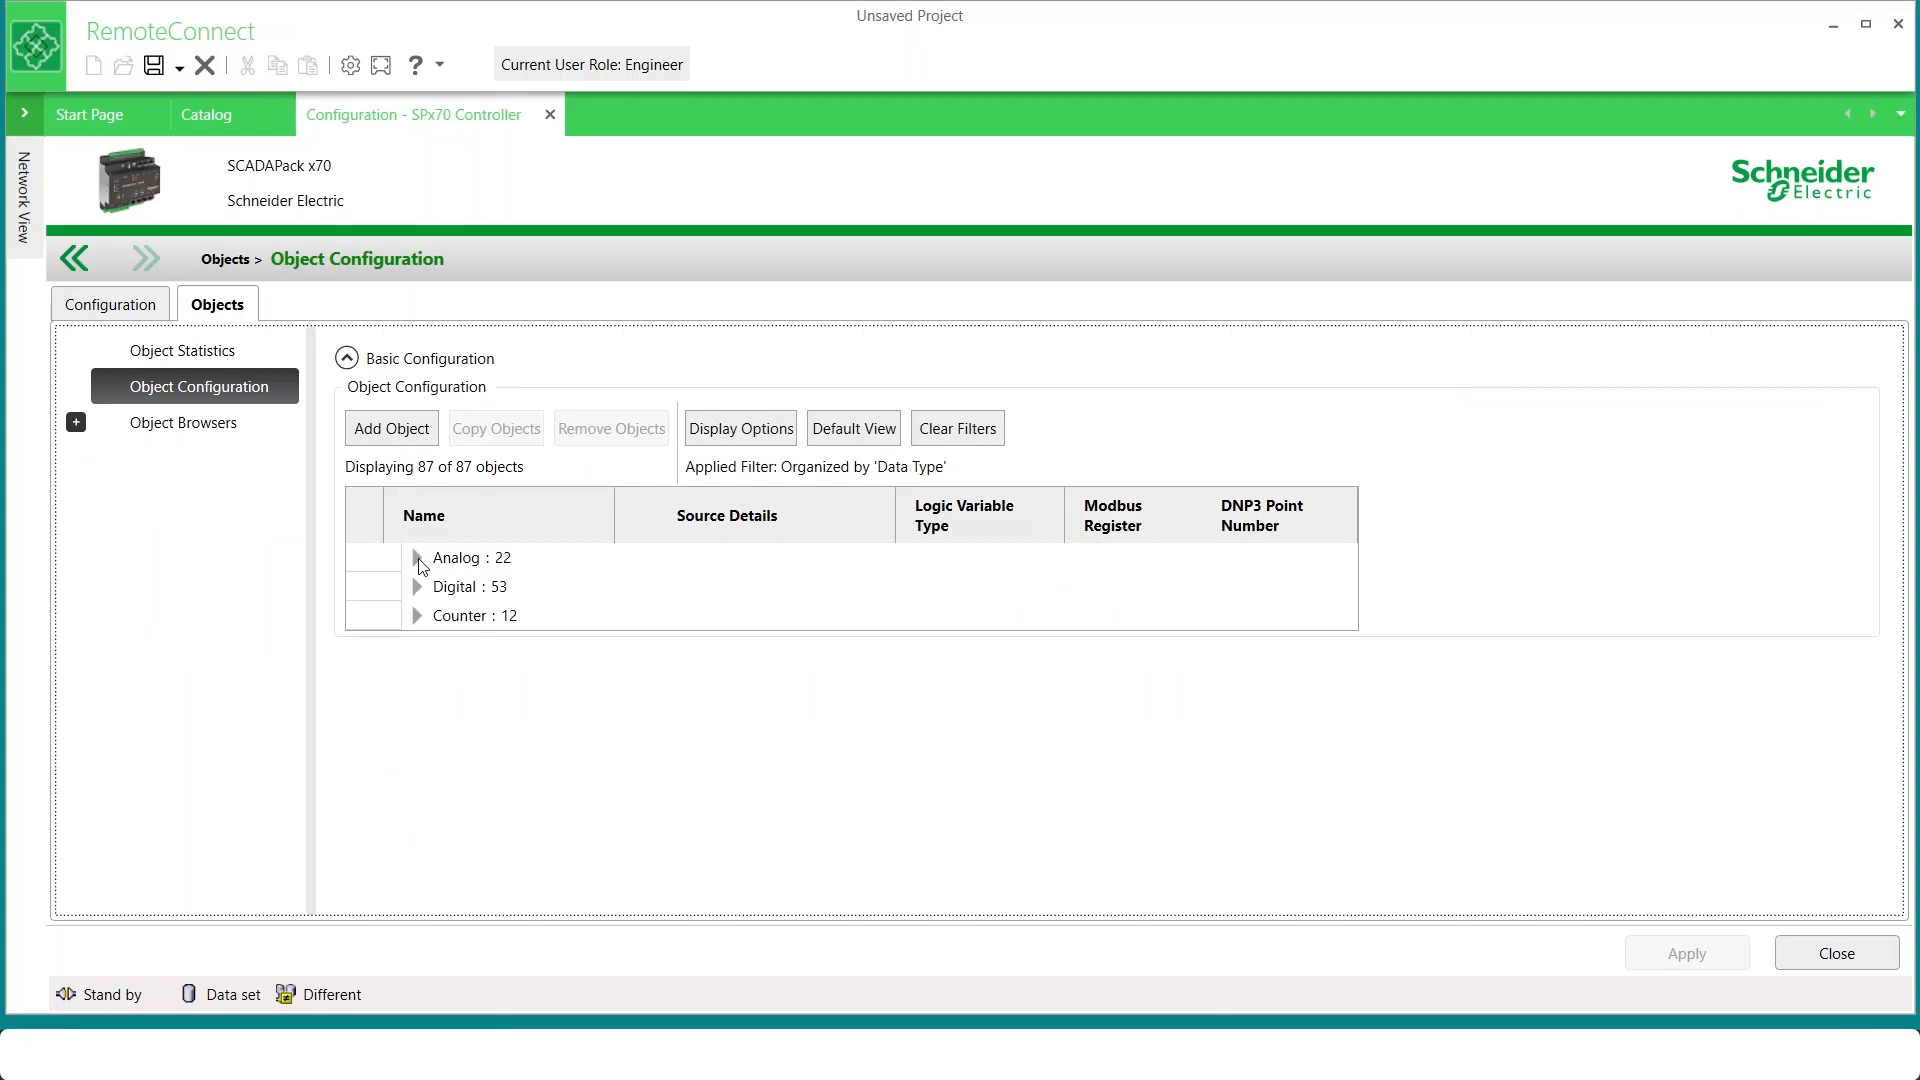 Unsaved Project
RemoteConnect
Current User Role: Engineer
Start Page
Catalog
Configuration - SPx70 Controller
Network View
SCADAPack x70
Schneider Electric
Schneider
Electric
Objects > Object Configuration
Configuration
Objects
Object Statistics
Object Configuration
Object Browsers
Basic Configuration
Object Configuration
Add Object
Copy Objects
Remove Objects
Display Options
Default View
Clear Filters
Displaying 87 of 87 objects
Applied Filter: Organized by 'Data Type'
Name
Source Details
Logic Variable
Type
Modbus
Register
DNP3 Point
Number
Analog : 22
Digital : 53
Counter : 12
Apply
Close
Stand by
Data set
Different